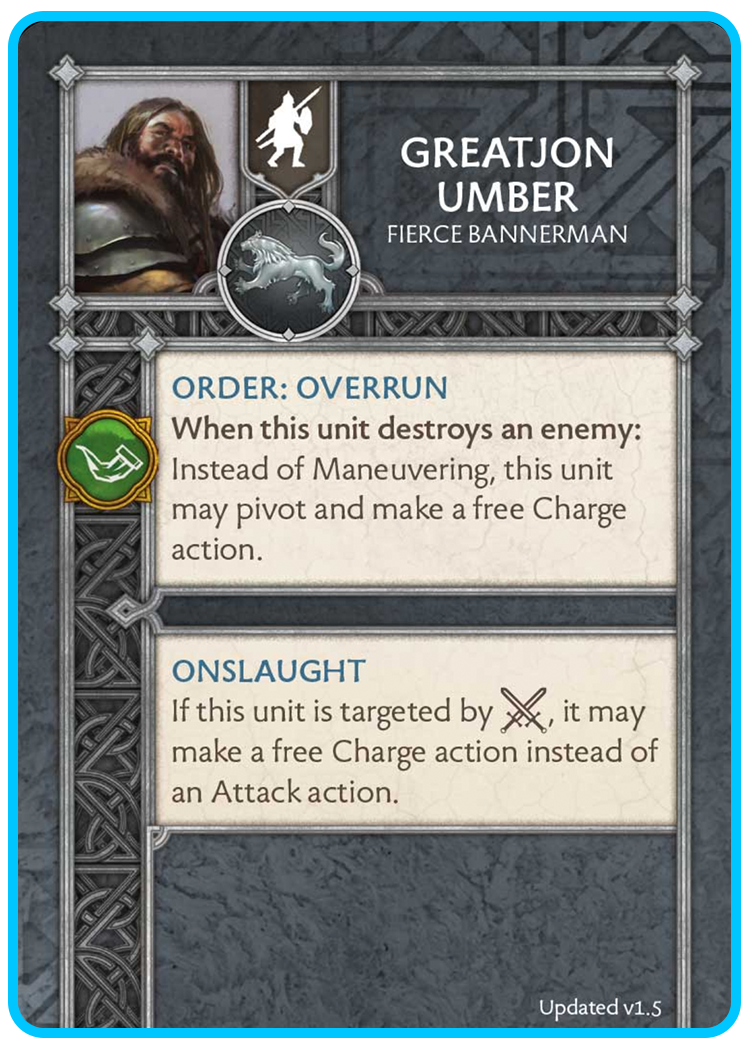 GREATJON
UMBER
FIERCE BANNERMAN
ORDER: OVERRUN
When this unit destroys an enemy:
Instead of Maneuvering, this unit
may pivot and make a free Charge
action.
ONSLAUGHT
If this unit is targeted by , it may
make a free Charge action instead of
an Attack action.
Updated v1.5